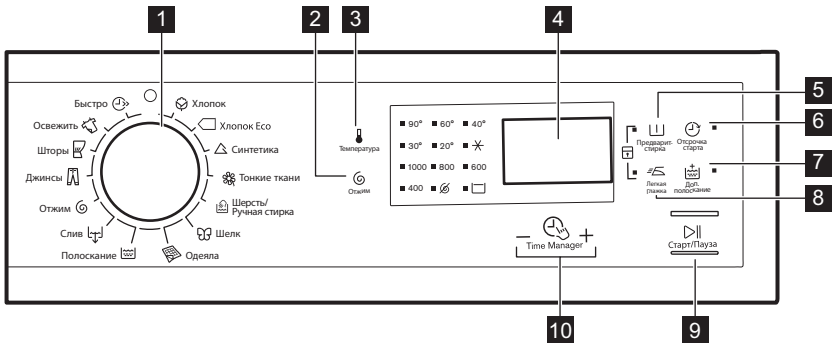 1
2
3
4
5
6
7
8
9
10
Быстро
Освежить
Шторы
Джинсы
Отжим
Слив
Полоскание
Хлопок
Хлопок Eco
Синтетика
Тонкие ткани
Шерсть/
Ручная стирка
Шелк
Одеяла
Температура
Отжим
90° 60° 40°
30° 20°
1000 800 600
400
Time Manager
Предварит.
стирка
Отсрочка
старта
Легкая
Доп.
полоскание
Старт/Пауза